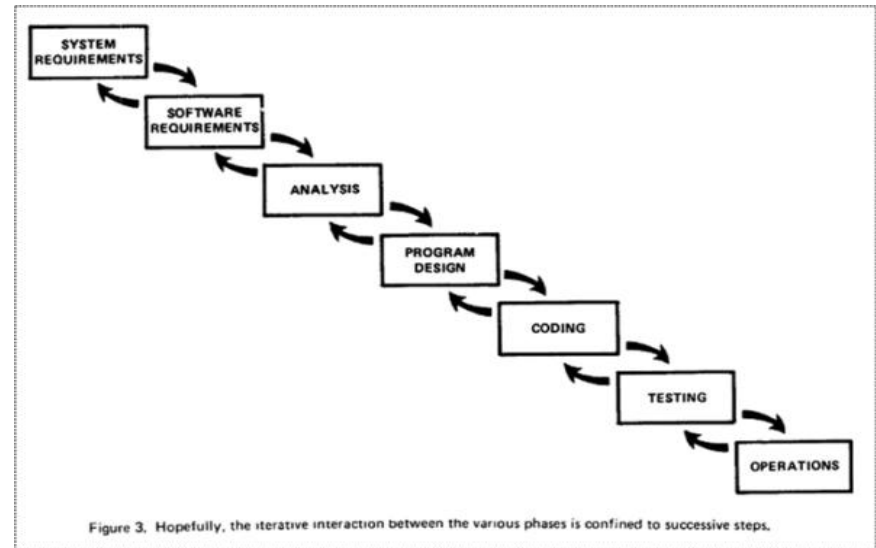 SYSTEM
REQUIREMENTS
SOFTWARE
REQUIREMENTS
ANALYSIS
PROGRAM
DESIGN
CODING
TESTING
OPERATIONS
Figure 3. Hopefully, the iterative interaction between the various phases is confined to successive steps.